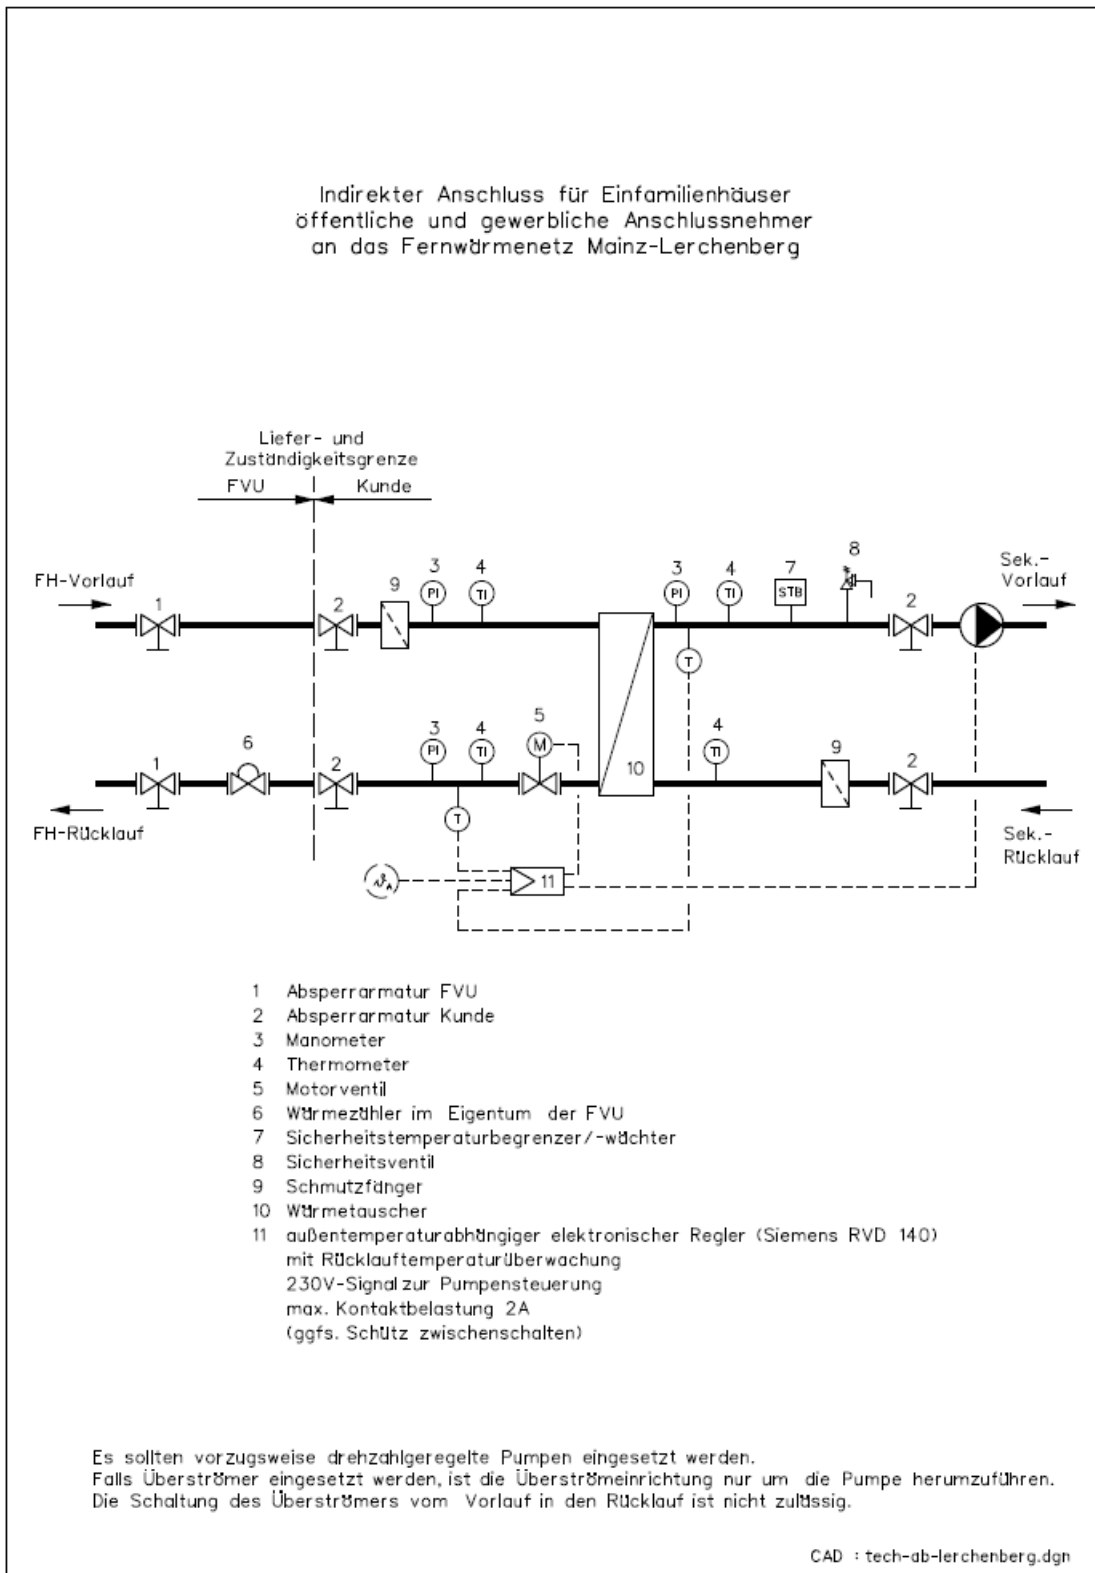 Indirekter Anschluss für Einfamilienhäuser
öffentliche und gewerbliche Anschlussnehmer
an das Fernwärmenetz Mainz-Lerchenberg
Liefer- und
Zuständigkeitsgrenze
FVU
Kunde
FH-Vorlauf
1
2
9
3
PI
4
TI
3
PI
4
TI
7
STB
8
2
Sek.-
Vorlauf
T
1
6
2
3
PI
4
TI
5
M
10
4
TI
9
2
FH-Rücklauf
T
Sek.-
Rücklauf
ϑA
11
1 Absperrarmatur FVU
2 Absperrarmatur Kunde
3 Manometer
4 Thermometer
5 Motorventil
6 Wärmezähler im Eigentum der FVU
7 Sicherheitstemperaturbegrenzer/-wächter
8 Sicherheitsventil
9 Schmutzfänger
10 Wärmetauscher
11 außentemperaturabhängiger elektronischer Regler (Siemens RVD 140)
mit Rücklauftemperaturüberwachung
230V-Signal zur Pumpensteuerung
max. Kontaktbelastung 2A
(ggfs. Schütz zwischenschalten)
Es sollten vorzugsweise drehzahlgeregelte Pumpen eingesetzt werden.
Falls Überströmer eingesetzt werden, ist die Überströmeinrichtung nur um die Pumpe herumzuführen.
Die Schaltung des Überströmers vom Vorlauf in den Rücklauf ist nicht zulässig.
CAD : tech-ab-lerchenberg.dgn